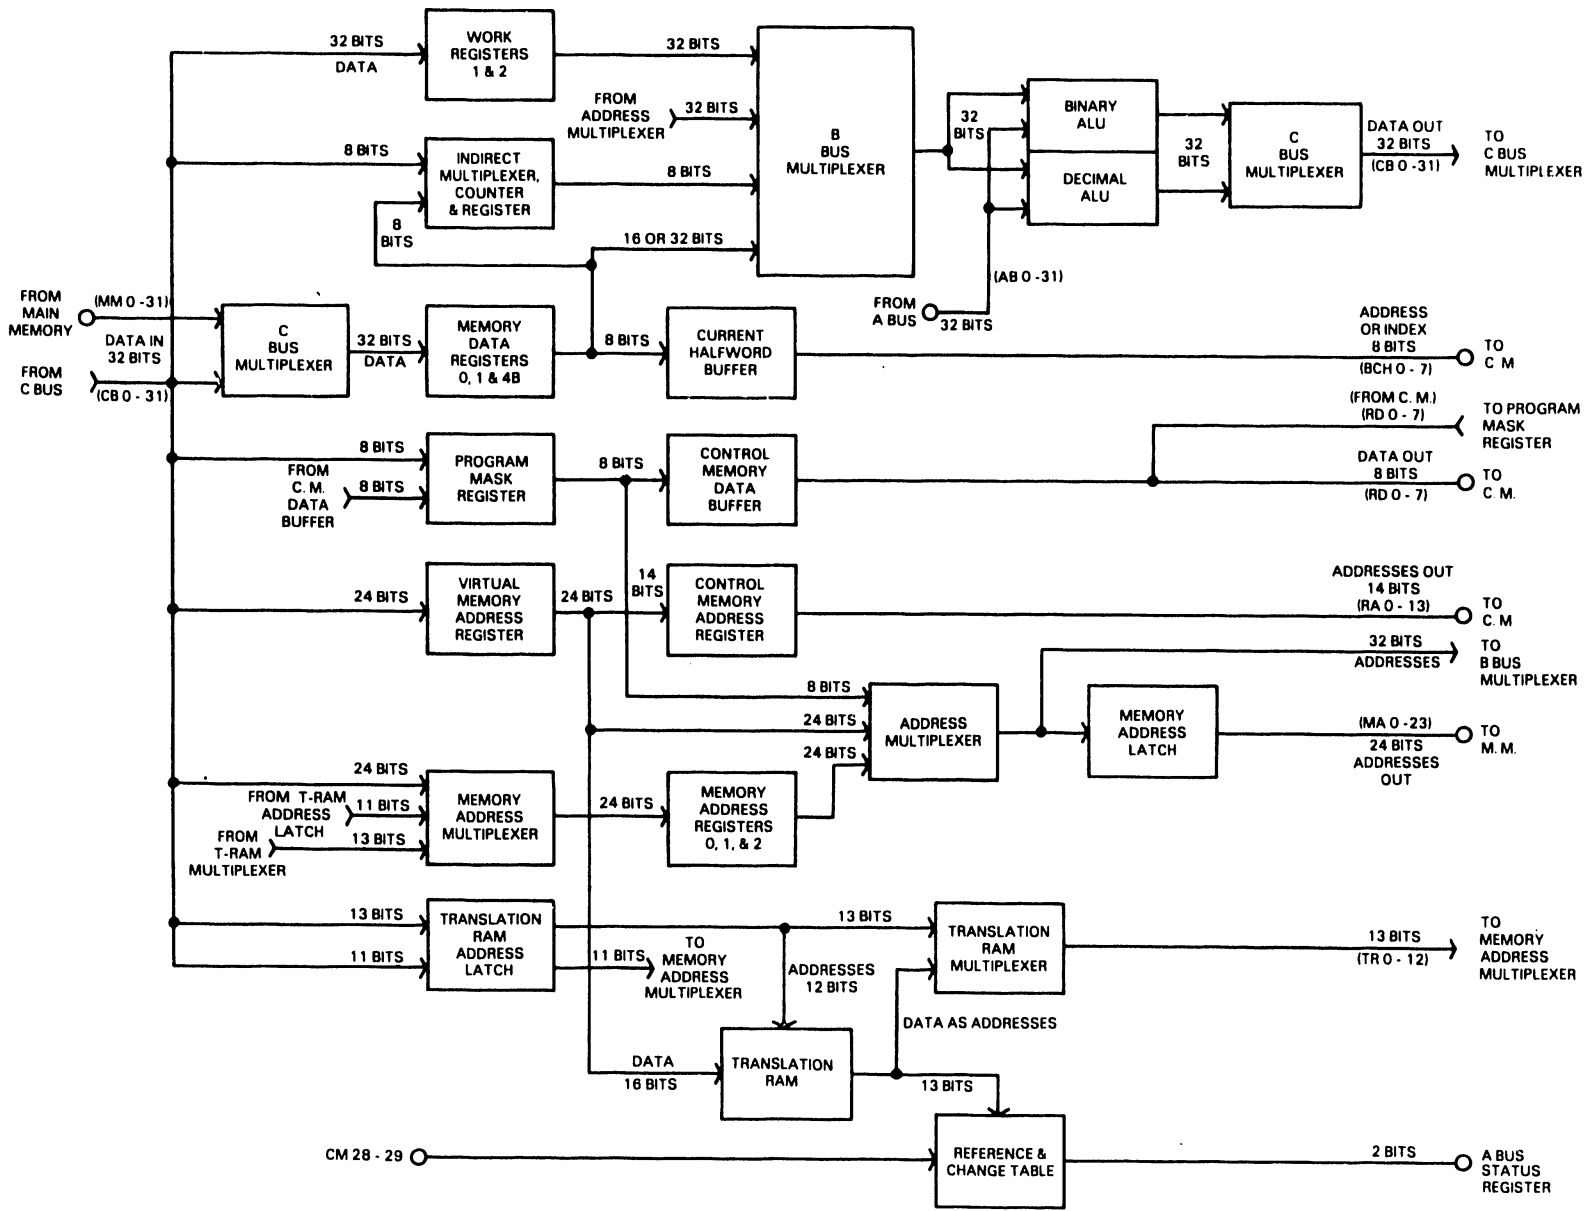 32 BITS
DATA
WORK
REGISTERS
1 & 2
32 BITS
FROM
ADDRESS
MULTIPLEXER
32 BITS
8 BITS
INDIRECT
MULTIPLEXER,
COUNTER
& REGISTER
8 BITS
8
BITS
16 OR 32 BITS
B
BUS
MULTIPLEXER
32
BITS
BINARY
ALU
DECIMAL
ALU
32
BITS
C
BUS
MULTIPLEXER
DATA OUT
32 BITS
(CB 0 -31)
TO
C BUS
MULTIPLEXER
(AB 0 -31)
FROM
A BUS
32 BITS
FROM
MAIN
MEMORY
(MM 0 -31)
DATA IN
32 BITS
FROM
C BUS
(CB 0 - 31)
C
BUS
MULTIPLEXER
32 BITS
DATA
MEMORY
DATA
REGISTERS
0, 1 & 4B
8 BITS
CURRENT
HALFWORD
BUFFER
ADDRESS
OR INDEX
8 BITS
(BCH 0 - 7)
TO
C M
(FROM C. M.)
(RD 0 - 7)
TO PROGRAM
MASK
REGISTER
8 BITS
FROM
C. M.
DATA
BUFFER
8 BITS
PROGRAM
MASK
REGISTER
8 BITS
CONTROL
MEMORY
DATA
BUFFER
DATA OUT
8 BITS
(RD 0 - 7)
TO
C. M.
24 BITS
VIRTUAL
MEMORY
ADDRESS
REGISTER
24 BITS
14
BITS
CONTROL
MEMORY
ADDRESS
REGISTER
ADDRESSES OUT
14 BITS
(RA 0 - 13)
TO
C. M
32 BITS
ADDRESSES
TO
B BUS
MULTIPLEXER
8 BITS
24 BITS
24 BITS
ADDRESS
MULTIPLEXER
MEMORY
ADDRESS
LATCH
(MA 0 -23)
24 BITS
ADDRESSES
OUT
TO
M. M.
24 BITS
FROM T-RAM
ADDRESS
LATCH
11 BITS
FROM
T-RAM
MULTIPLEXER
13 BITS
MEMORY
ADDRESS
MULTIPLEXER
24 BITS
MEMORY
ADDRESS
REGISTERS
0, 1, & 2
13 BITS
11 BITS
TRANSLATION
RAM
ADDRESS
LATCH
11 BITS
TO
MEMORY
ADDRESS
MULTIPLEXER
ADDRESSES
12 BITS
13 BITS
TRANSLATION
RAM
MULTIPLEXER
13 BITS
(TR 0 - 12)
TO
MEMORY
ADDRESS
MULTIPLEXER
DATA AS ADDRESSES
DATA
16 BITS
TRANSLATION
RAM
13 BITS
CM 28 - 29
REFERENCE &
CHANGE TABLE
2 BITS
A BUS
STATUS
REGISTER